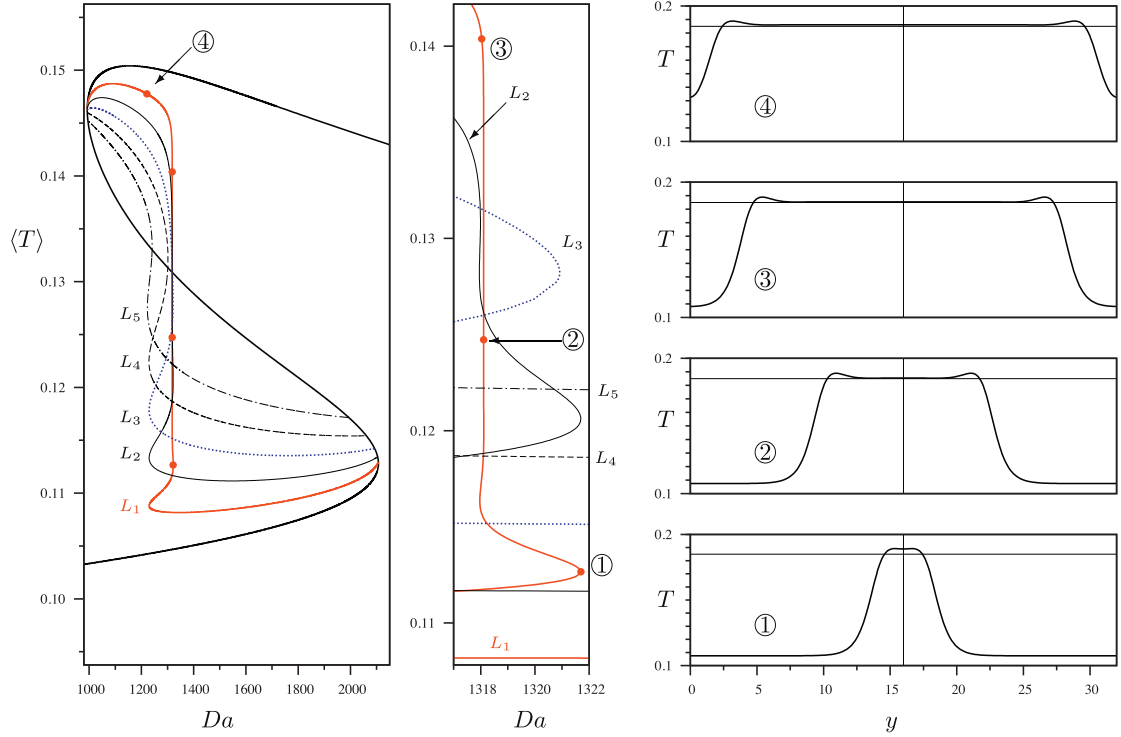 ④
0.15
0.14
⟨T⟩
0.13
L₅
L₄
0.12
L₃
L₂
0.11
L₁
0.10
1000 1200 1400 1600 1800 2000
Da
0.14
③
L₂
0.13
L₃
②
L₅
0.12
L₄
①
0.11
L₁
1318 1320 1322
Da
0.2
T
④
0.1
0.2
T
③
0.1
0.2
T
②
0.1
0.2
T
①
0.1
0 5 10 15 20 25 30
y